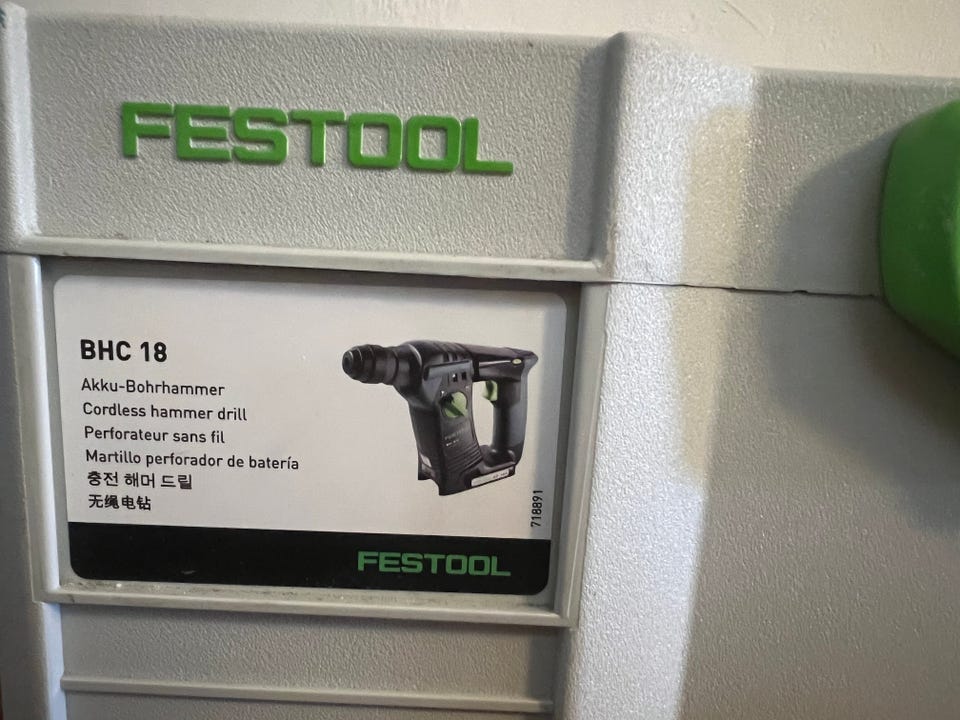 FESTOOL
BHC 18
Akku-Bohrhammer
Cordless hammer drill
Perforateur sans fil
Martillo perforador de batería
충전 해머 드릴
无绳电钻
718891
FESTOOL